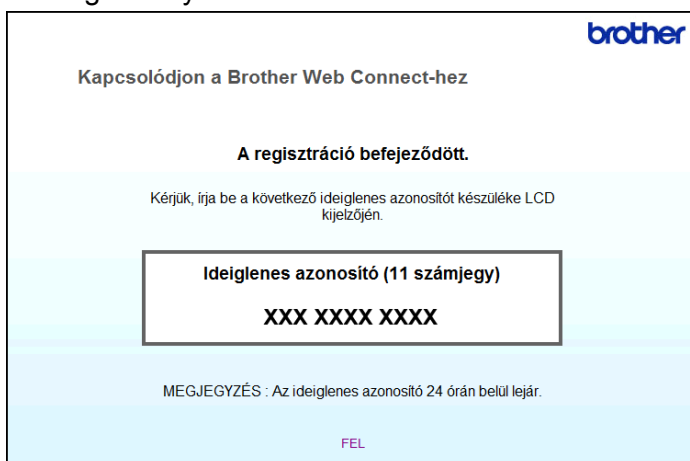 brother
Kapcsolódjon a Brother Web Connect-hez
A regisztráció befejeződött.
Kérjük, írja be a következő ideiglenes azonosítót készüléke LCD
kijelzőjén.
Ideiglenes azonosító (11 számjegy)
XXX XXXX XXXX
MEGJEGYZÉS : Az ideiglenes azonosító 24 órán belül lejár.
FEL